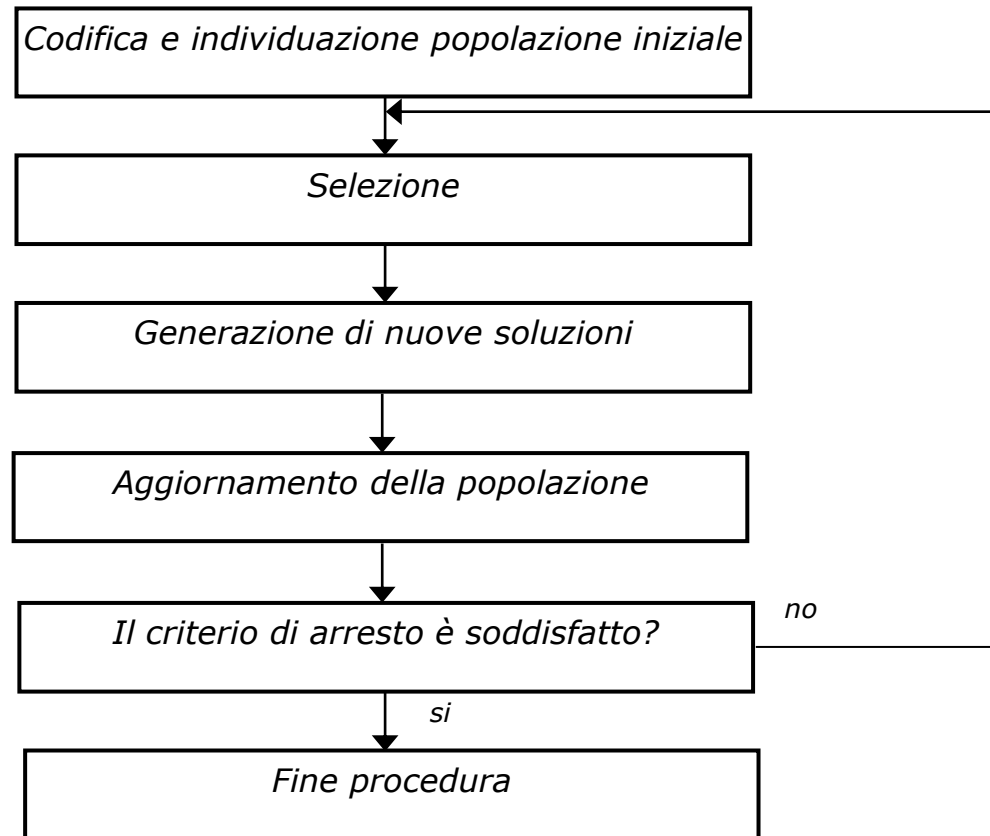 Codifica e individuazione popolazione iniziale
Selezione
Generazione di nuove soluzioni
Aggiornamento della popolazione
Il criterio di arresto è soddisfatto?
no
si
Fine procedura